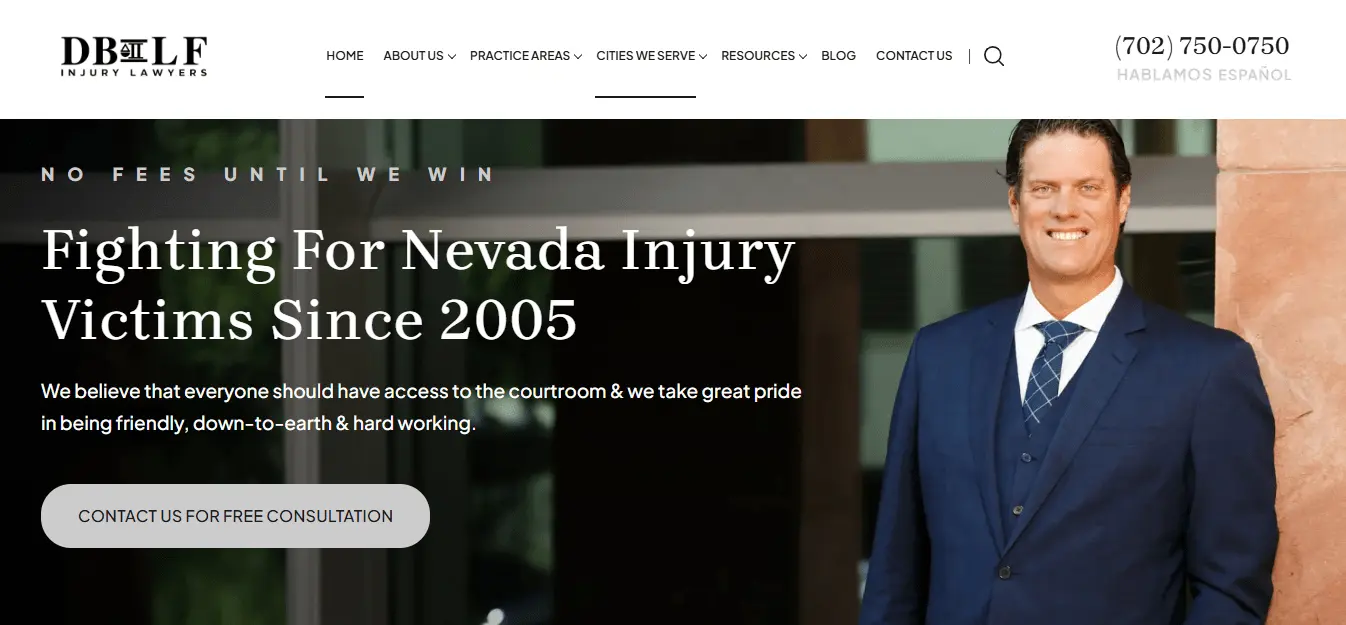 DB LF
INJURY LAWYERS
HOME ABOUT US PRACTICE AREAS CITIES WE SERVE RESOURCES BLOG CONTACT US
(702) 750-0750
HABLAMOS ESPAÑOL
NO FEES UNTIL WE WIN
Fighting For Nevada Injury
Victims Since 2005
We believe that everyone should have access to the courtroom & we take great pride
in being friendly, down-to-earth & hard working.
CONTACT US FOR FREE CONSULTATION